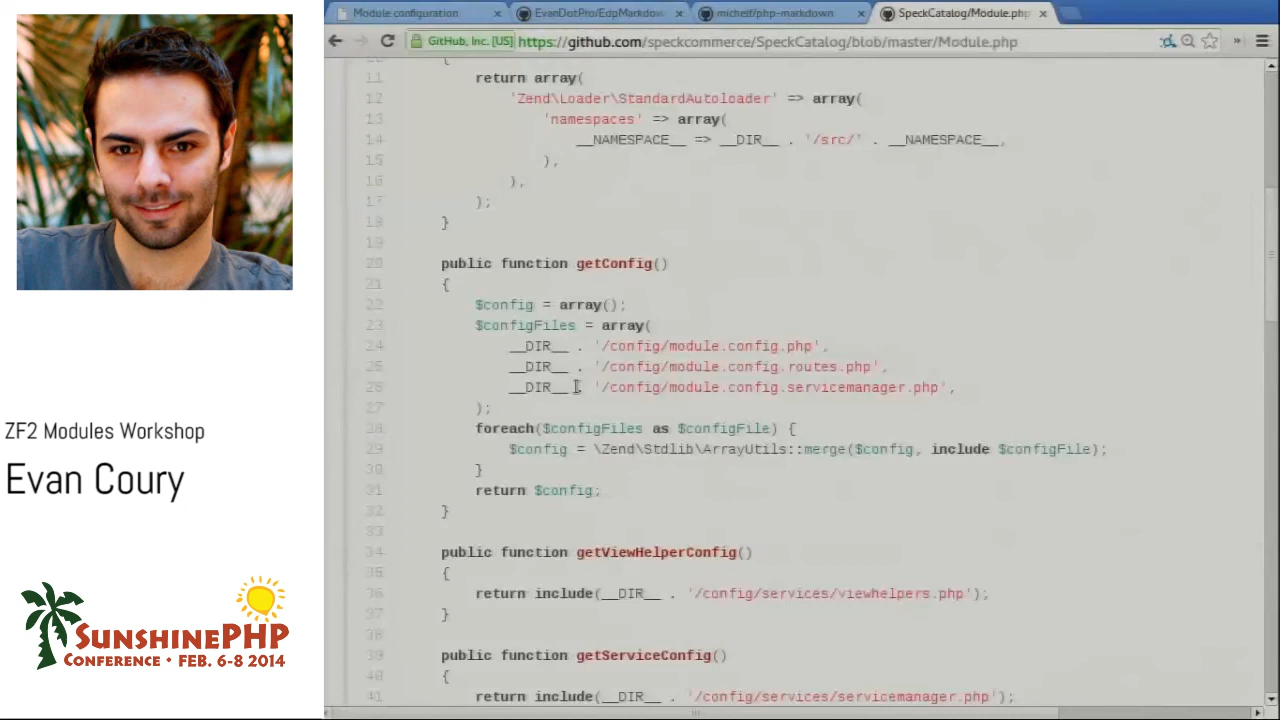 Module configuration
EvanDotPro/EdpMarkdow
michelf/php-markdown
SpeckCatalog/Module.php
GitHub, Inc. [US] https://github.com/speckcommerce/SpeckCatalog/blob/master/Module.php
10 {
11 return array(
12 'Zend\Loader\StandardAutoloader' => array(
13 'namespaces' => array(
14 __NAMESPACE__ => __DIR__ . '/src/' . __NAMESPACE__,
15 ),
16 ),
17 );
18 }
19
20 public function getConfig()
21 {
22 $config = array();
23 $configFiles = array(
24 __DIR__ . '/config/module.config.php',
25 __DIR__ . '/config/module.config.routes.php',
26 __DIR__ . '/config/module.config.servicemanager.php',
27 );
28 foreach($configFiles as $configFile) {
29 $config = \Zend\Stdlib\ArrayUtils::merge($config, include $configFile);
30 }
31 return $config;
32 }
33
34 public function getViewHelperConfig()
35 {
36 return include(__DIR__ . '/config/services/viewhelpers.php');
37 }
38
39 public function getServiceConfig()
40 {
41 return include(__DIR__ . '/config/services/servicemanager.php');
ZF2 Modules Workshop
Evan Coury
SUNSHINEPHP
CONFERENCE • FEB. 6-8 2014